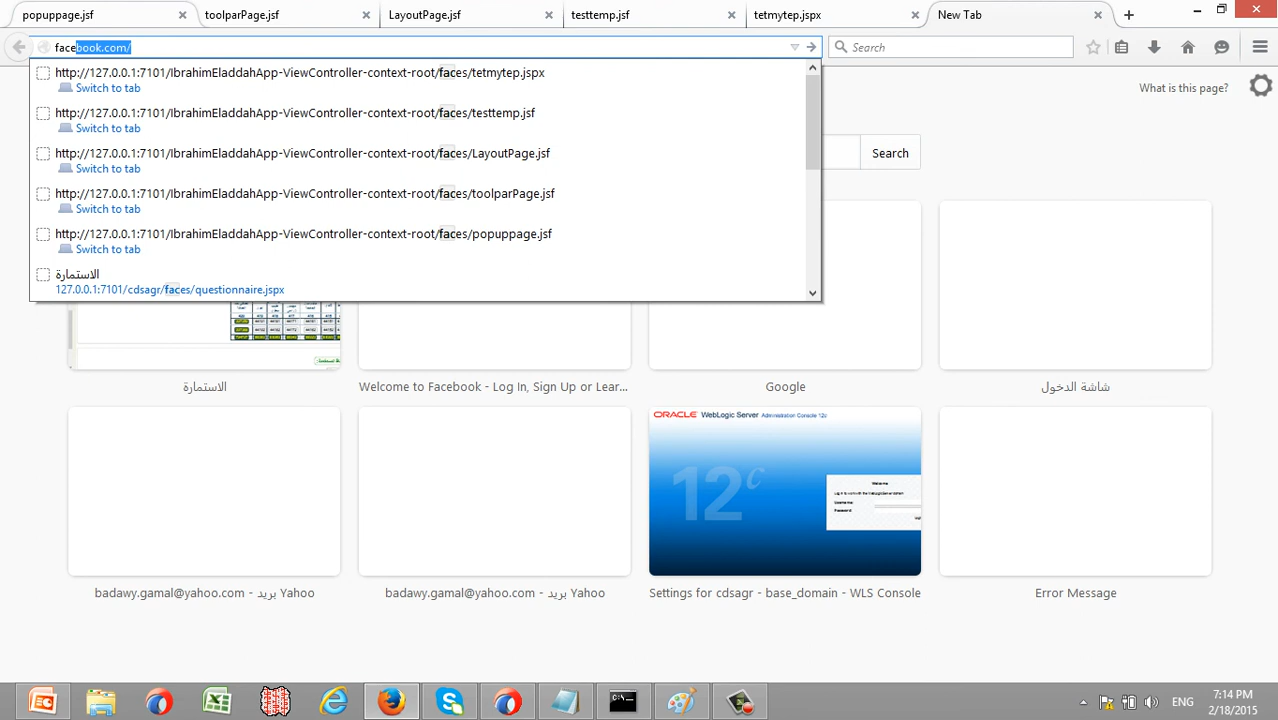 popuppage.jsf
toolparPage.jsf
LayoutPage.jsf
testtemp.jsf
tetmytep.jspx
New Tab
facebook.com/
Search
http://127.0.0.1:7101/IbrahimEladdahApp-ViewController-context-root/faces/tetmytep.jspx
Switch to tab
http://127.0.0.1:7101/IbrahimEladdahApp-ViewController-context-root/faces/testtemp.jsf
Switch to tab
http://127.0.0.1:7101/IbrahimEladdahApp-ViewController-context-root/faces/LayoutPage.jsf
Switch to tab
http://127.0.0.1:7101/IbrahimEladdahApp-ViewController-context-root/faces/toolparPage.jsf
Switch to tab
http://127.0.0.1:7101/IbrahimEladdahApp-ViewController-context-root/faces/popuppage.jsf
Switch to tab
الاستمارة
127.0.0.1:7101/cdsagr/faces/questionnaire.jspx
What is this page?
Search
الاستمارة
Welcome to Facebook - Log In, Sign Up or Lear...
Google
شاشة الدخول
ORACLE WebLogic Server Administration Console 12c
12c
Welcome
badawy.gamal@yahoo.com - بريد Yahoo
badawy.gamal@yahoo.com - بريد Yahoo
Settings for cdsagr - base_domain - WLS Console
Error Message
ENG
7:14 PM
2/18/2015